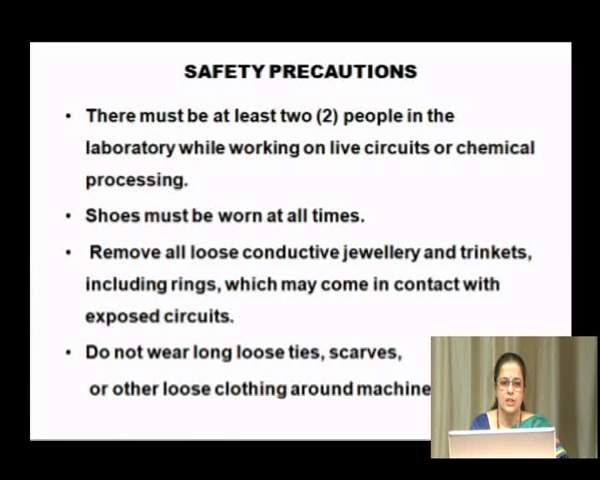 SAFETY PRECAUTIONS
• There must be at least two (2) people in the
laboratory while working on live circuits or chemical
processing.
• Shoes must be worn at all times.
• Remove all loose conductive jewellery and trinkets,
including rings, which may come in contact with
exposed circuits.
• Do not wear long loose ties, scarves,
or other loose clothing around machine